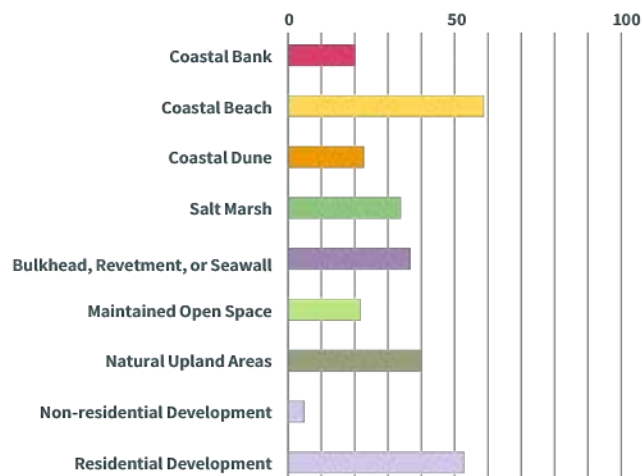 0 50 100
Coastal Bank
Coastal Beach
Coastal Dune
Salt Marsh
Bulkhead, Revetment, or Seawall
Maintained Open Space
Natural Upland Areas
Non-residential Development
Residential Development